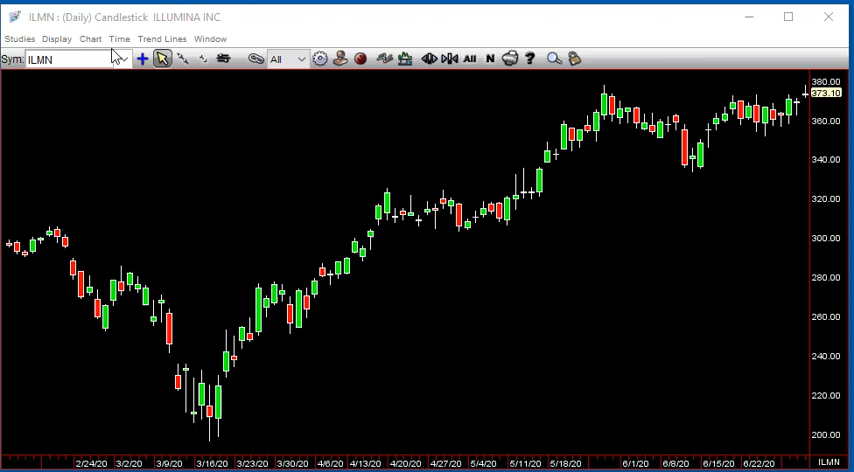 ILMN : (Daily) Candlestick ILLUMINA INC
Studies Display Chart Time Trend Lines Window
Sym: ILMN All All N ?
380.00
373.10
360.00
340.00
320.00
300.00
280.00
260.00
240.00
220.00
200.00
2/24/20 3/2/20 3/9/20 3/16/20 3/23/20 3/30/20 4/6/20 4/13/20 4/20/20 4/27/20 5/4/20 5/11/20 5/18/20 6/1/20 6/8/20 6/15/20 6/22/20 ILMN